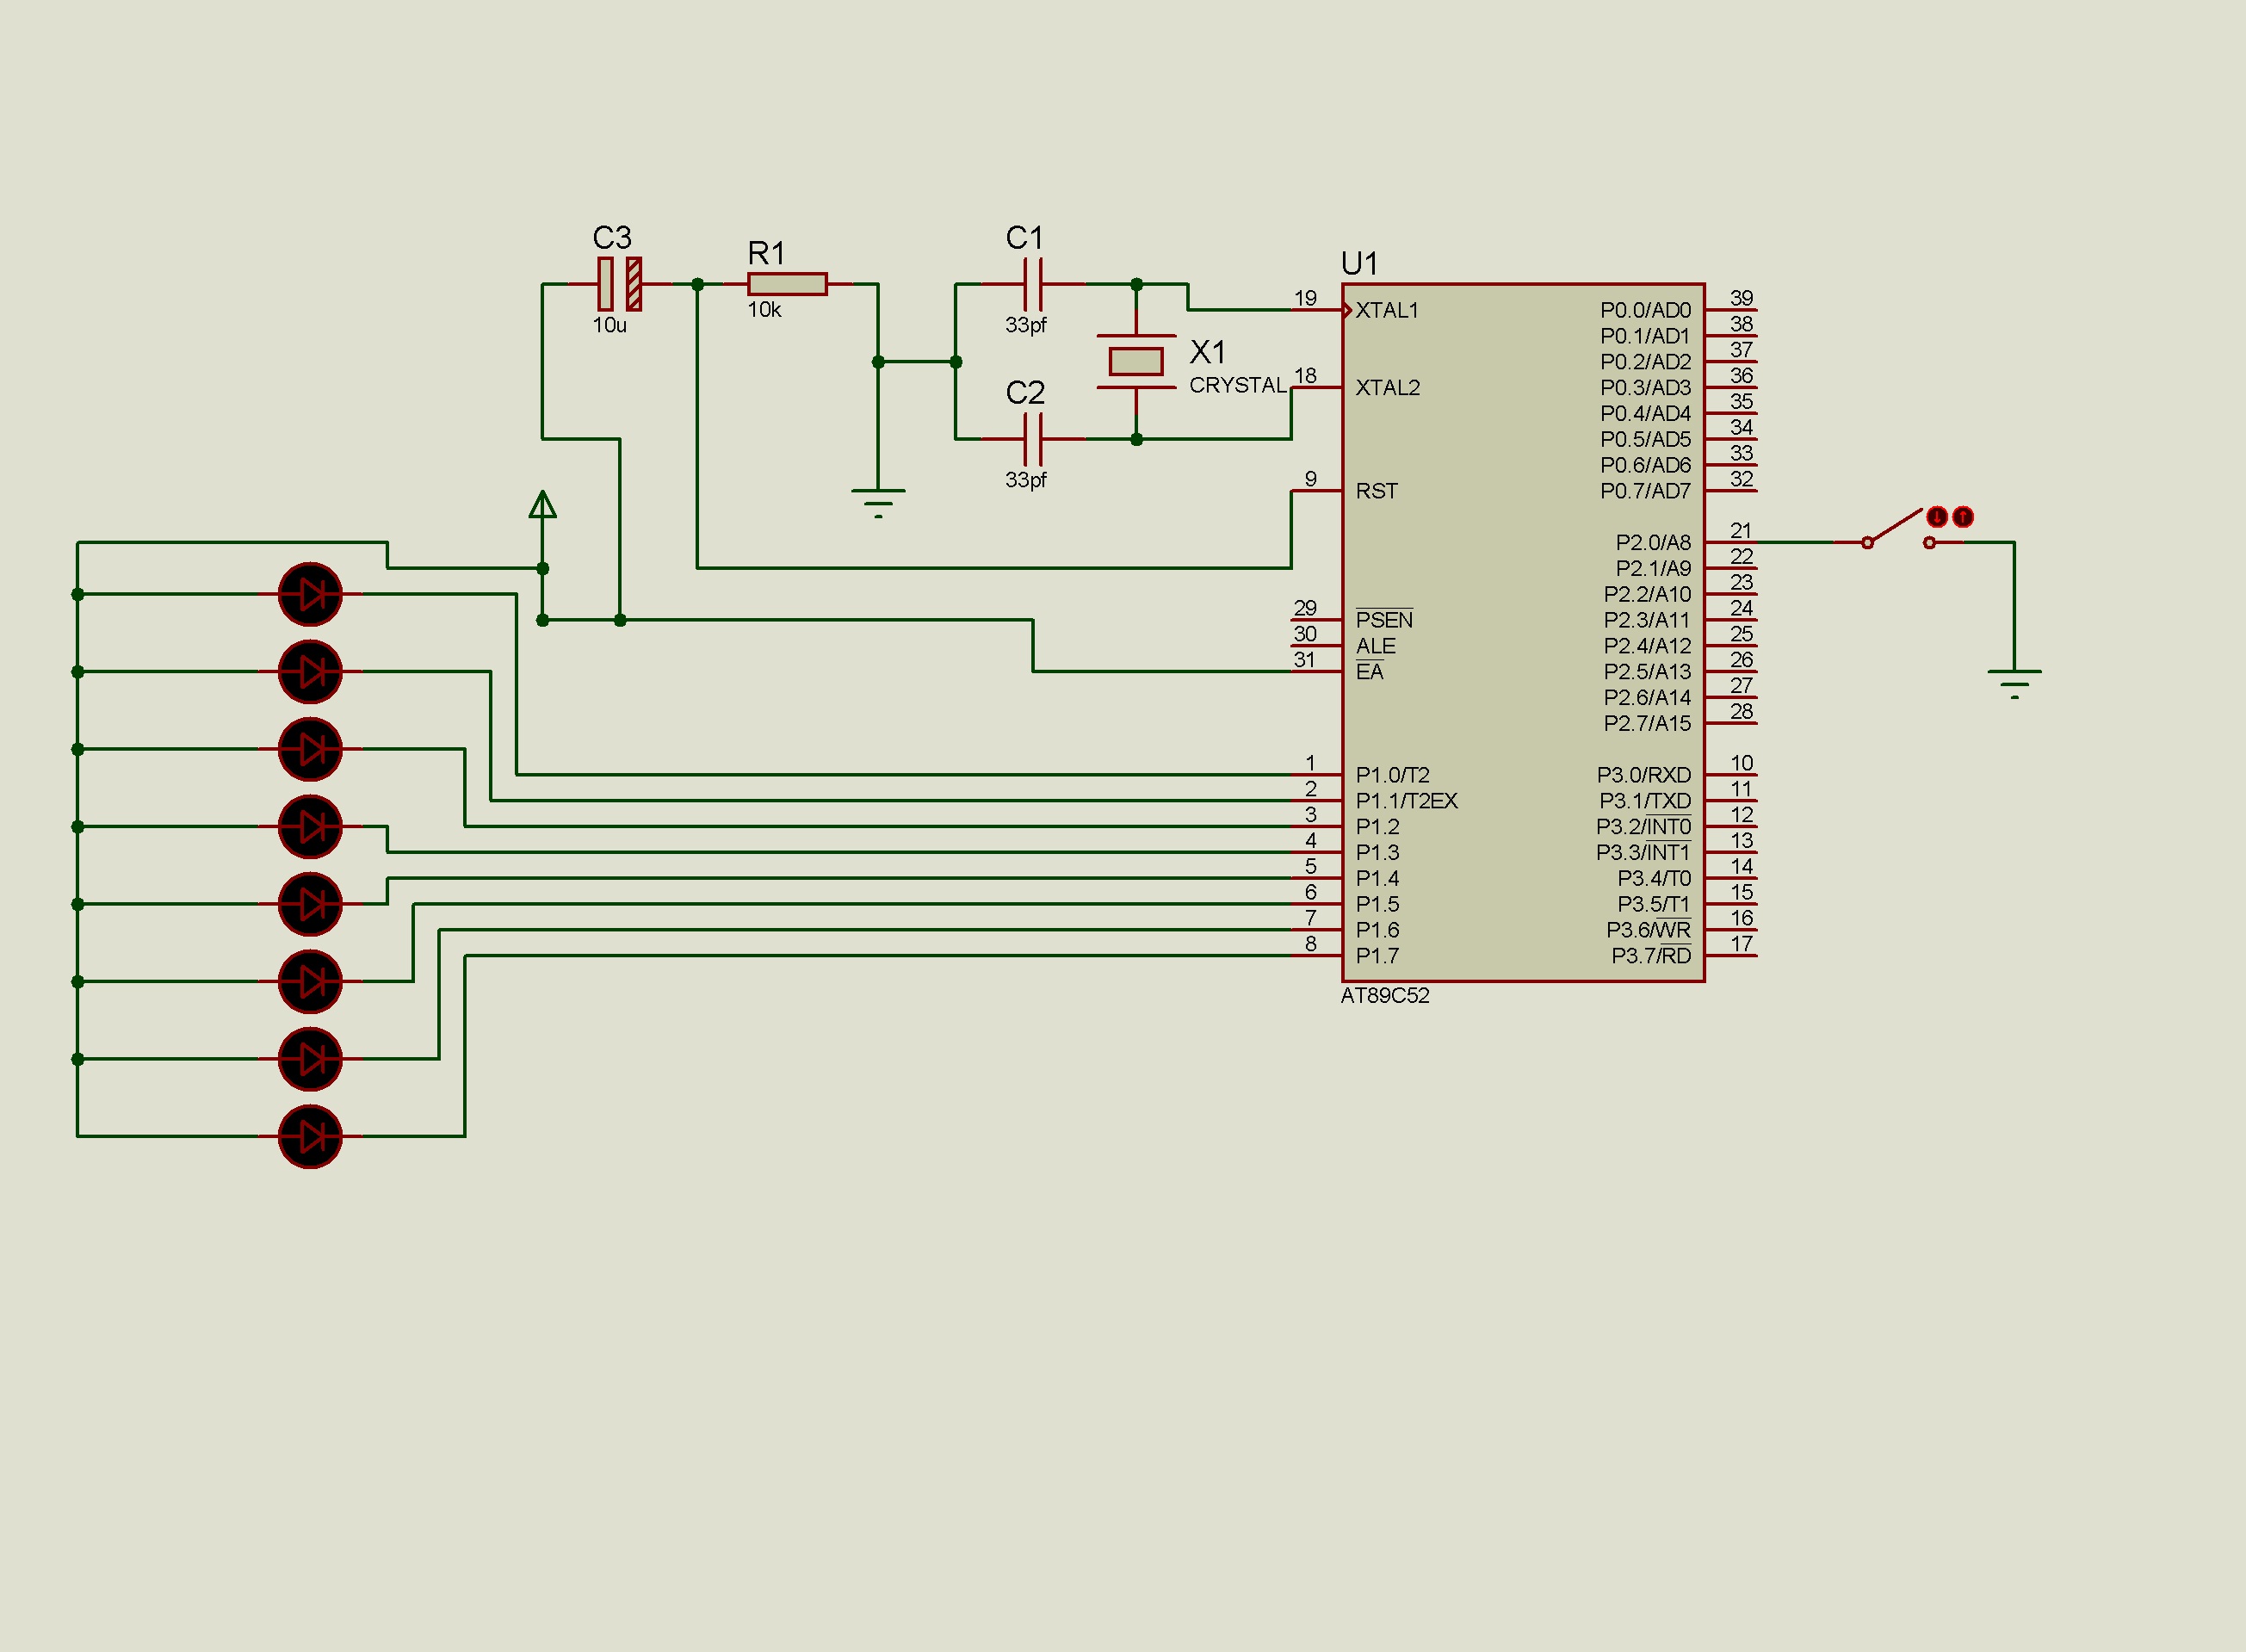 C3
10u
R1
10k
C1
33pf
C2
33pf
X1
CRYSTAL
U1
19 XTAL1
18 XTAL2
9 RST
29 PSEN
30 ALE
31 EA
1 P1.0/T2
2 P1.1/T2EX
3 P1.2
4 P1.3
5 P1.4
6 P1.5
7 P1.6
8 P1.7
P0.0/AD0 39
P0.1/AD1 38
P0.2/AD2 37
P0.3/AD3 36
P0.4/AD4 35
P0.5/AD5 34
P0.6/AD6 33
P0.7/AD7 32
P2.0/A8 21
P2.1/A9 22
P2.2/A10 23
P2.3/A11 24
P2.4/A12 25
P2.5/A13 26
P2.6/A14 27
P2.7/A15 28
P3.0/RXD 10
P3.1/TXD 11
P3.2/INT0 12
P3.3/INT1 13
P3.4/T0 14
P3.5/T1 15
P3.6/WR 16
P3.7/RD 17
AT89C52